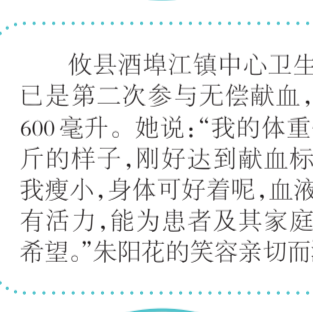 攸县酒埠江镇中心卫生
已是第二次参与无偿献血，
600毫升。她说：“我的体重
斤的样子，刚好达到献血标
我瘦小，身体可好着呢，血液
有活力，能为患者及其家庭
希望。”朱阳花的笑容亲切而